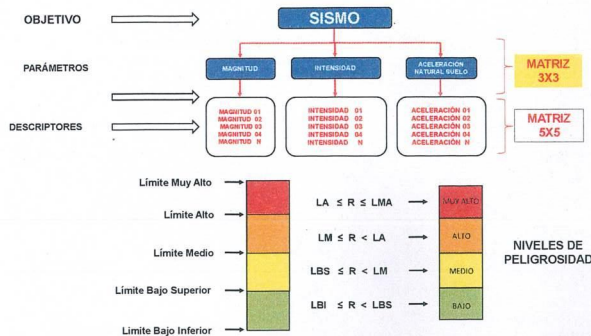 OBJETIVO
SISMO
PARÁMETROS
MAGNITUD
INTENSIDAD
ACELERACIÓN
NATURAL SUELO
MATRIZ
3X3
DESCRIPTORES
MAGNITUD 01
MAGNITUD 02
MAGNITUD 03
MAGNITUD 04
MAGNITUD N
INTENSIDAD 01
INTENSIDAD 02
INTENSIDAD 03
INTENSIDAD 04
INTENSIDAD N
ACELERACIÓN 01
ACELERACIÓN 02
ACELERACIÓN 03
ACELERACIÓN 04
ACELERACIÓN N
MATRIZ
5X5
Límite Muy Alto
Límite Alto
Límite Medio
Límite Bajo Superior
Límite Bajo Inferior
LA ≤ R ≤ LMA
MUY ALTO
LM ≤ R < LA
ALTO
LBS ≤ R < LM
MEDIO
LBI ≤ R < LBS
BAJO
NIVELES DE
PELIGROSIDAD